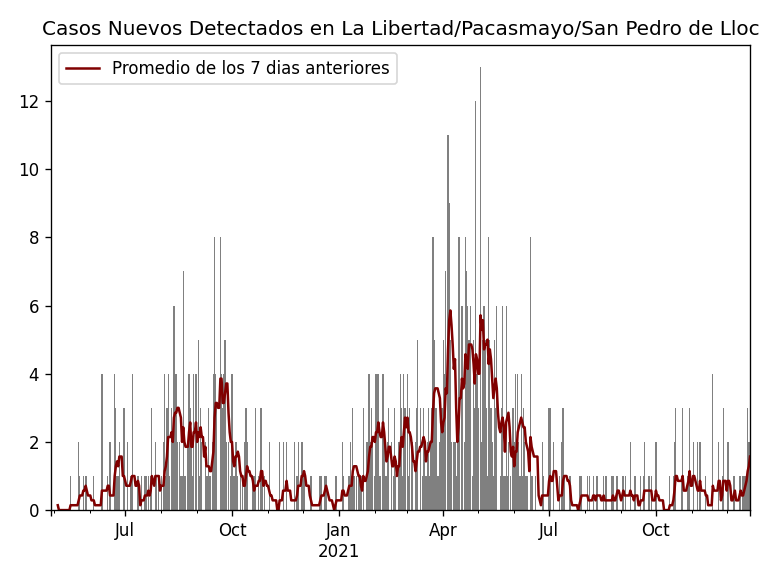 Casos Nuevos Detectados en La Libertad/Pacasmayo/San Pedro de Lloc
Promedio de los 7 dias anteriores
12
10
8
6
4
2
0
Jul Oct Jan Apr Jul Oct
2021